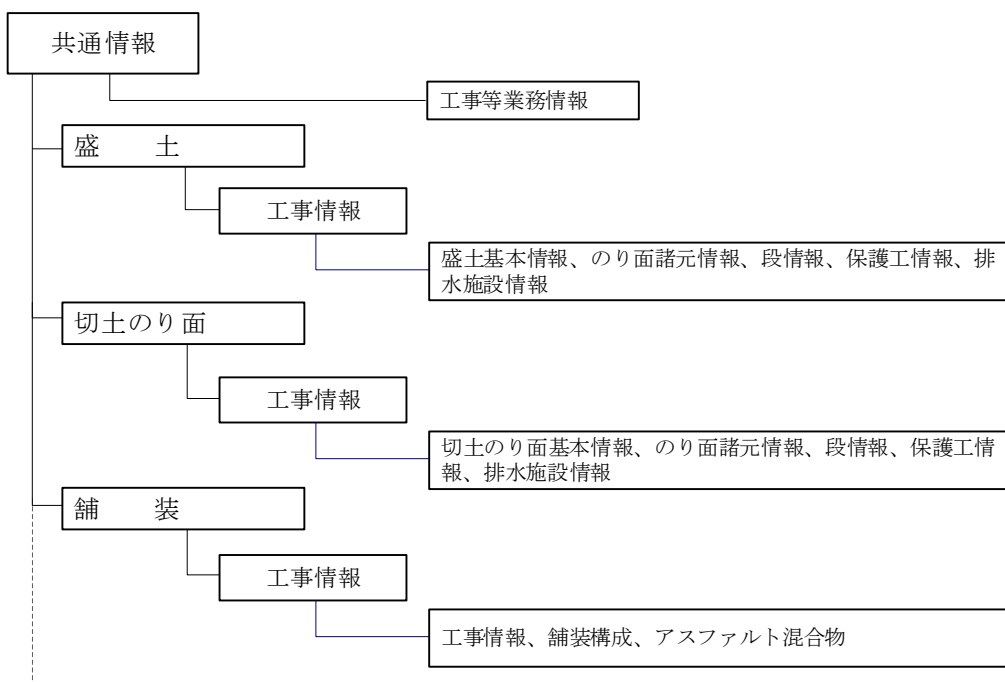 共通情報
工事等業務情報
盛 土
工事情報
盛土基本情報、のり面諸元情報、段情報、保護工情報、排
水施設情報
切土のり面
工事情報
切土のり面基本情報、のり面諸元情報、段情報、保護工情
報、排水施設情報
舗 装
工事情報
工事情報、舗装構成、アスファルト混合物